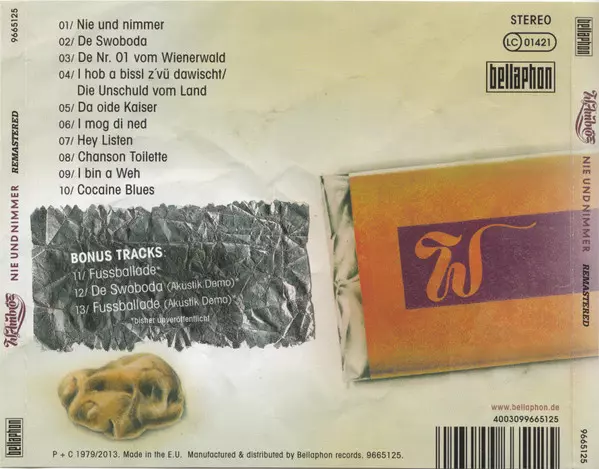 9665125
W. Ambros
NIE UND NIMMER
REMASTERED
bellaphon
01/ Nie und nimmer
02/ De Swoboda
03/ De Nr. 01 vom Wienerwald
04/ I hob a bissl z´vü dawischt/
Die Unschuld vom Land
05/ Da oide Kaiser
06/ I mog di ned
07/ Hey Listen
08/ Chanson Toilette
09/ I bin a Weh
10/ Cocaine Blues
BONUS TRACKS:
11/ Fussballade*
12/ De Swoboda (Akustik Demo)*
13/ Fussballade (Akustik Demo)*
*bisher unveröffentlicht
STEREO
LC 01421
bellaphon
W
www.bellaphon.de
4003099665125
P + C 1979/2013. Made in the E.U. Manufactured & distributed by Bellaphon records. 9665125.
bellaphon
W. Ambros
NIE UND NIMMER
REMASTERED
9665125